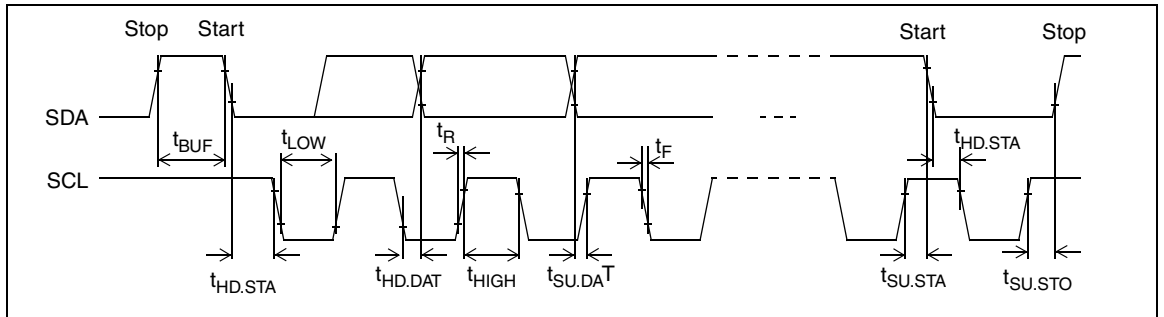 Stop Start Start Stop
SDA
tBUF tLOW tR tF tHD.STA
SCL
tHD.STA tHD.DAT tHIGH tSU.DAT tSU.STA tSU.STO